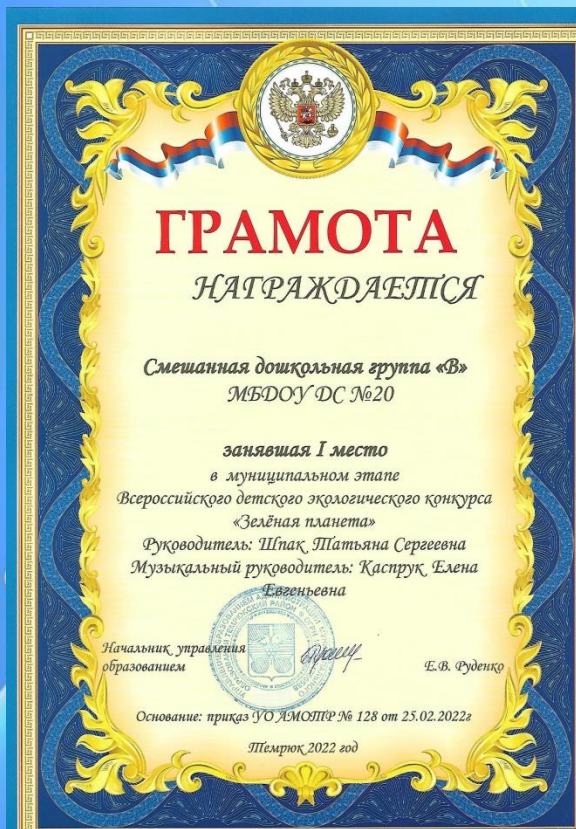 ГРАМОТА
НАГРАЖДАЕТСЯ
Смешанная дошкольная группа «В»
МБДОУ ДС №20
занявшая I место
в муниципальном этапе
Всероссийского детского экологического конкурса
«Зелёная планета»
Руководитель: Шпак Татьяна Сергеевна
Музыкальный руководитель: Каспрук Елена
Евгеньевна
Начальник управления
образованием
Е.В. Руденко
Основание: приказ УО АМОТР № 128 от 25.02.2022г
Темрюк 2022 год